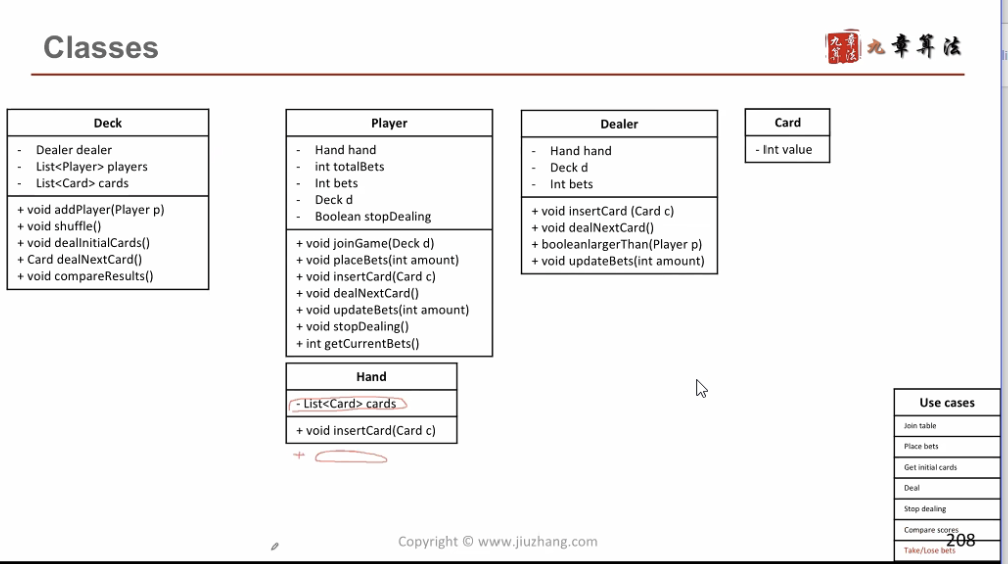 Classes
九章算法
九章算法
Deck
- Dealer dealer
- List<Player> players
- List<Card> cards
+ void addPlayer(Player p)
+ void shuffle()
+ void dealInitialCards()
+ Card dealNextCard()
+ void compareResults()
Player
- Hand hand
- int totalBets
- Int bets
- Deck d
- Boolean stopDealing
+ void joinGame(Deck d)
+ void placeBets(int amount)
+ void insertCard(Card c)
+ void dealNextCard()
+ void updateBets(int amount)
+ void stopDealing()
+ int getCurrentBets()
Dealer
- Hand hand
- Deck d
- Int bets
+ void insertCard (Card c)
+ void dealNextCard()
+ booleanlargerThan(Player p)
+ void updateBets(int amount)
Card
- Int value
Hand
- List<Card> cards
+ void insertCard(Card c)
+
Use cases
Join table
Place bets
Get initial cards
Deal
Stop dealing
Compare scores
Take/Lose bets
208
Copyright © www.jiuzhang.com